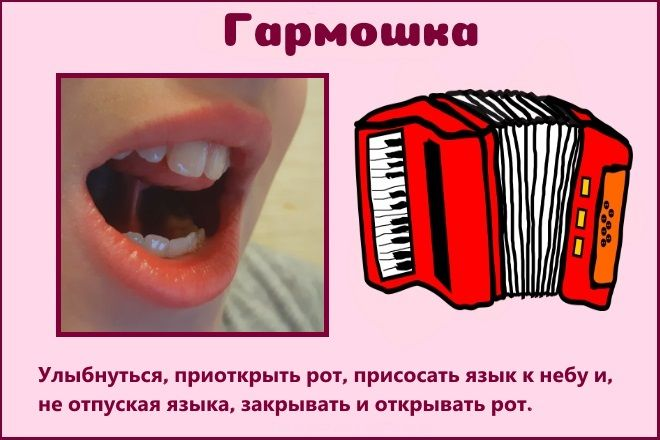 Гармошка
Улыбнуться, приоткрыть рот, присосать язык к небу и,
не отпуская языка, закрывать и открывать рот.